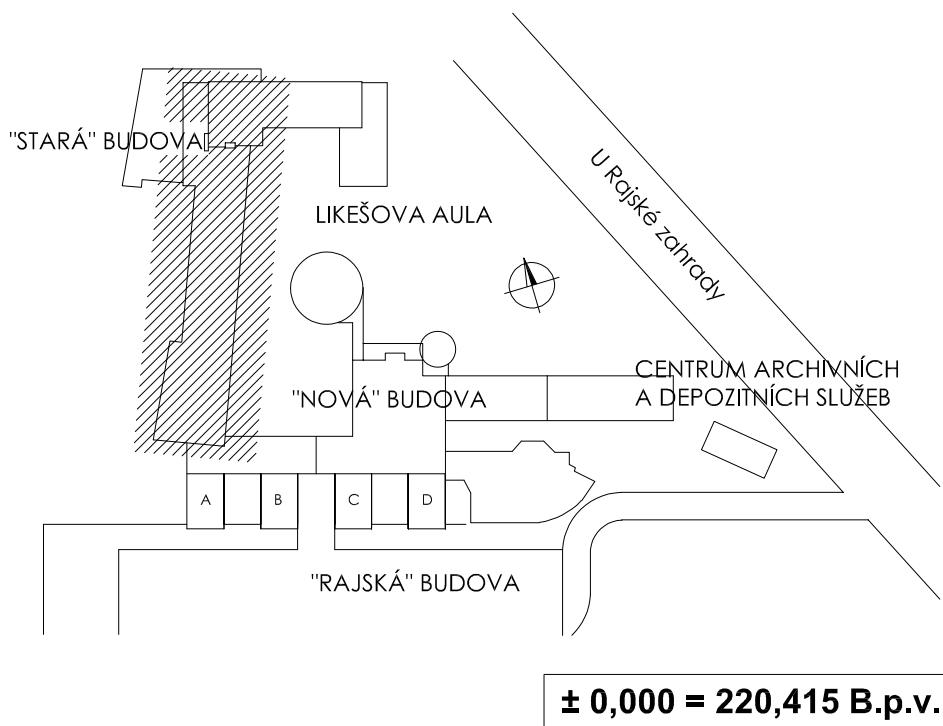 "STARÁ" BUDOVA
LIKEŠOVA AULA
U Rajské zahrady
CENTRUM ARCHIVNÍCH
A DEPOZITNÍCH SLUŽEB
"NOVÁ" BUDOVA
A B C D
"RAJSKÁ" BUDOVA
± 0,000 = 220,415 B.p.v.